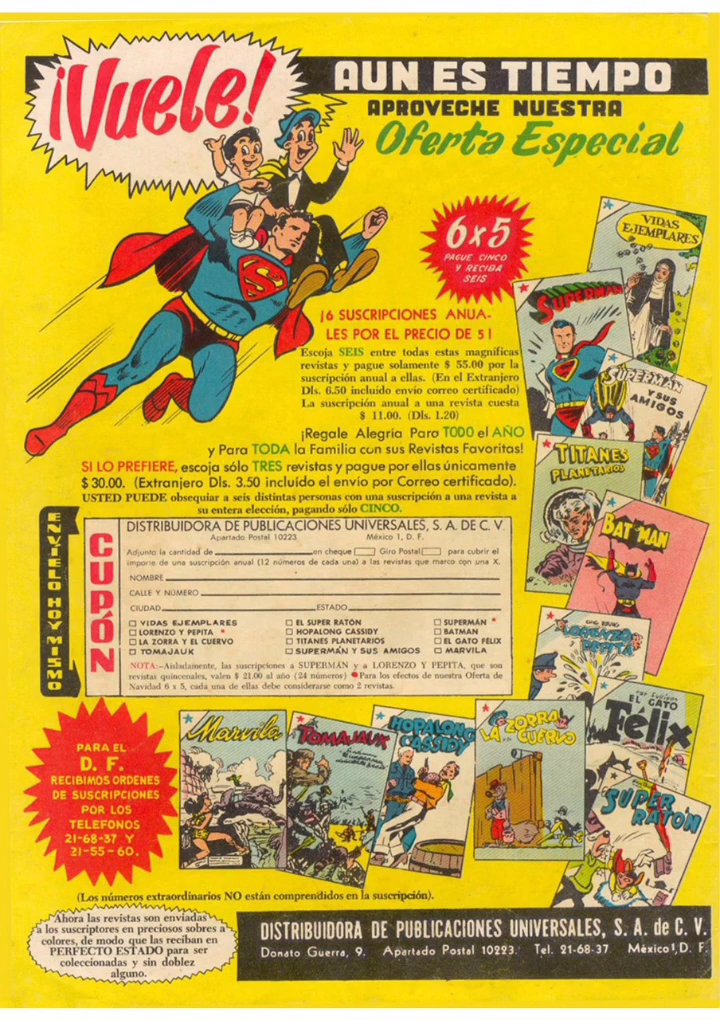 ¡Vuele!
AUN ES TIEMPO
APROVECHE NUESTRA
Oferta Especial
6x5
PAGUE CINCO
Y RECIBA
SEIS
¡6 SUSCRIPCIONES ANUA-
LES POR EL PRECIO DE 5!
Escoja SEIS entre todas estas magníficas
revistas y pague solamente $ 55.00 por la
suscripción anual a ellas. (En el Extranjero
Dls. 6.50 incluído envío correo certificado)
La suscripción anual a una revista cuesta
$ 11.00. (Dls. 1.20)
¡Regale Alegría Para TODO el AÑO
y Para TODA la Familia con sus Revistas Favoritas!
SI LO PREFIERE, escoja sólo TRES revistas y pague por ellas únicamente
$ 30.00. (Extranjero Dls. 3.50 incluído el envío por Correo certificado).
USTED PUEDE obsequiar a seis distintas personas con una suscripción a una revista a
su entera elección, pagando sólo CINCO.
VIDAS
EJEMPLARES
SUPERMAN
SUPERMAN
Y SUS
AMIGOS
TITANES
PLANETARIOS
BATMAN
LORENZO
Y PEPITA
EL GATO
Félix
SUPER
RATON
ENVIELO HOY MISMO
CUPÓN
DISTRIBUIDORA DE PUBLICACIONES UNIVERSALES, S. A. DE C. V.
Apartado Postal 10223 México 1, D. F.
Adjunto la cantidad de en cheque Giro Postal para cubrir el
importe de una suscripción anual (12 números de cada una) a las revistas que marco con una X.
NOMBRE
CALLE Y NÚMERO
CIUDAD ESTADO
VIDAS EJEMPLARES EL SUPER RATÓN SUPERMÁN *
LORENZO Y PEPITA * HOPALONG CASSIDY BATMAN
LA ZORRA Y EL CUERVO TITANES PLANETARIOS EL GATO FÉLIX
TOMAJAUK SUPERMÁN Y SUS AMIGOS MARVILA
NOTA:-Aisladamente, las suscripciones a SUPERMÁN y a LORENZO Y PEPITA, que son
revistas quincenales, valen $ 21.00 al año (24 números) *Para los efectos de nuestra Oferta de
Navidad 6 x 5, cada una de ellas debe considerarse como 2 revistas.
PARA EL
D. F.
RECIBIMOS ORDENES
DE SUSCRIPCIONES
POR LOS
TELEFONOS
21-68-37 Y
21-55-60.
Marvila
TOMAJAUK
HOPALONG
CASSIDY
LA ZORRA
Y EL CUERVO
(Los números extraordinarios NO están comprendidos en la suscripción).
Ahora las revistas son enviadas
a los suscriptores en preciosos sobres a
colores, de modo que las reciban en
PERFECTO ESTADO para ser
coleccionadas y sin doblez
alguno.
DISTRIBUIDORA DE PUBLICACIONES UNIVERSALES, S. A. de C. V.
Donato Guerra, 9. Apartado Postal 10223. Tel. 21-68-37 México 1, D. F.